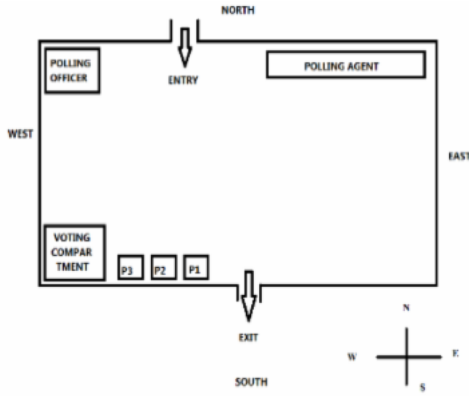 NORTH
POLLING
OFFICER
ENTRY
POLLING AGENT
WEST
EAST
VOTING
COMPAR
TMENT
P3 P2 P1
EXIT
SOUTH
N
W E
S